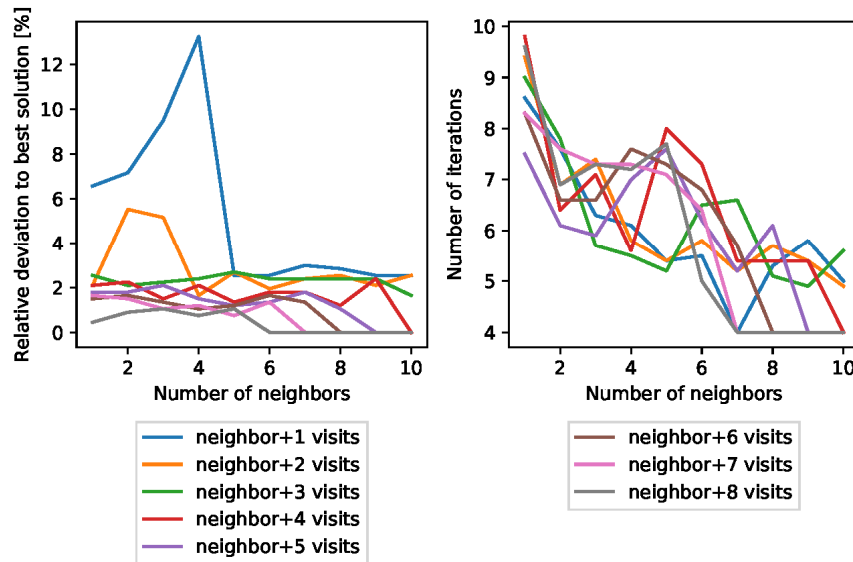 Relative deviation to best solution [%]
12
10
8
6
4
2
0
2
4
6
8
10
Number of neighbors
Number of iterations
10
9
8
7
6
5
4
2
4
6
8
10
Number of neighbors
neighbor+1 visits
neighbor+2 visits
neighbor+3 visits
neighbor+4 visits
neighbor+5 visits
neighbor+6 visits
neighbor+7 visits
neighbor+8 visits